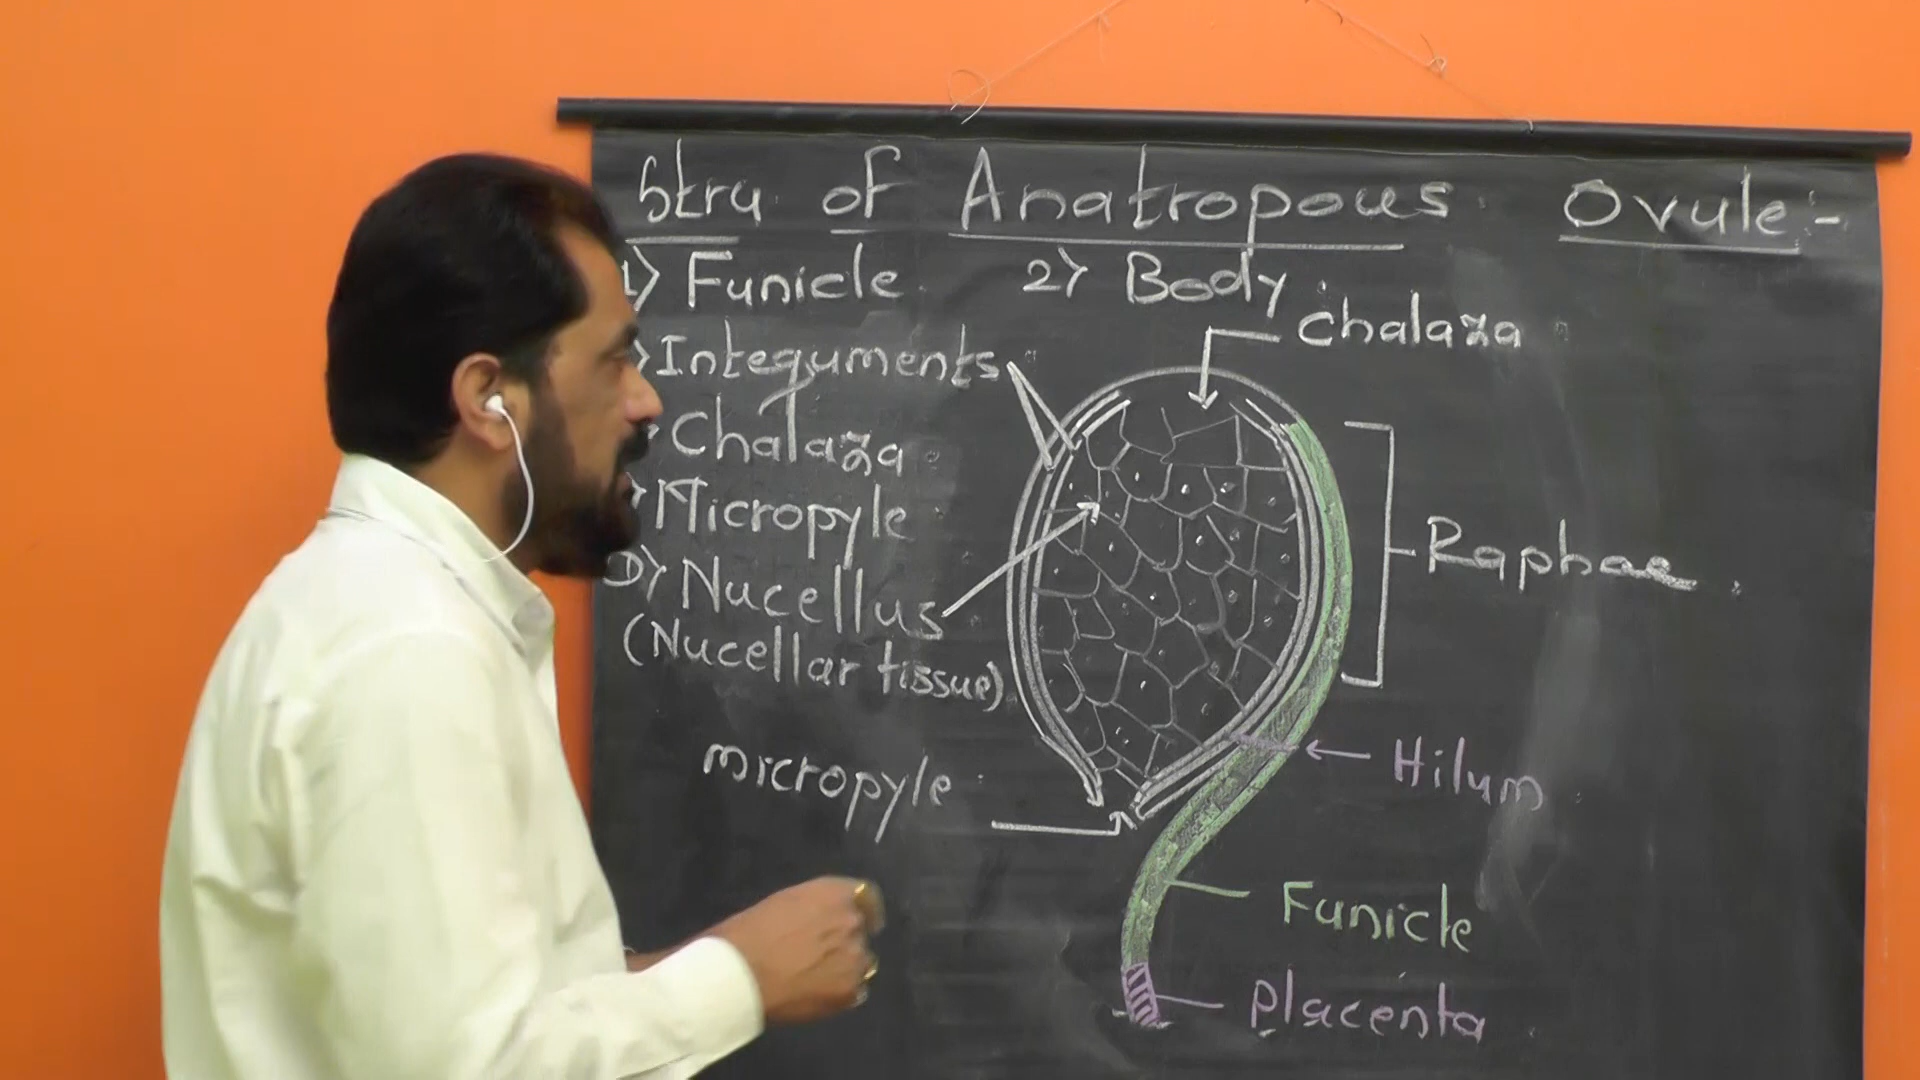 Stru of Anatropous Ovule:-
1) Funicle 2) Body
Integuments
Chalaza
Chalaza
Micropyle
Raphae
D) Nucellus
(Nucellar tissue)
micropyle
Hilum
Funicle
Placenta